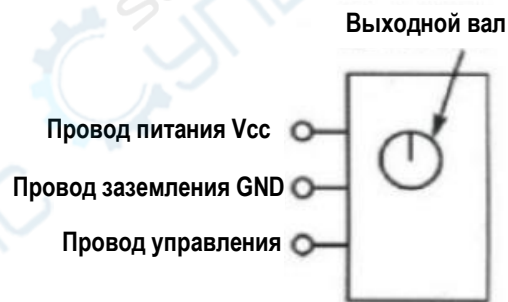 Выходной вал
Провод питания Vcc
Провод заземления GND
Провод управления